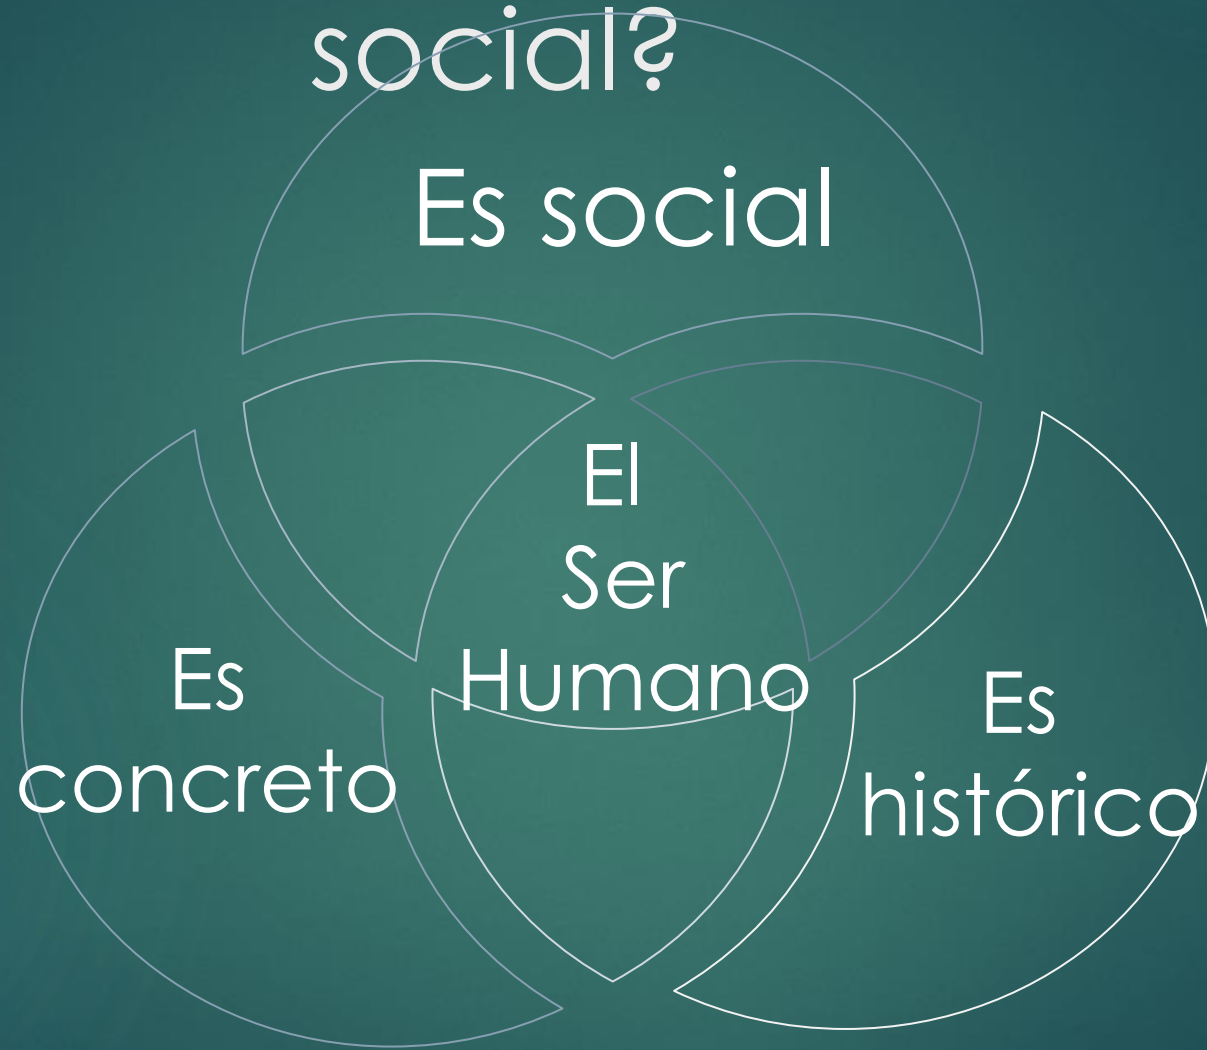 social?
Es social
El
Ser
Humano
Es
concreto
Es
histórico